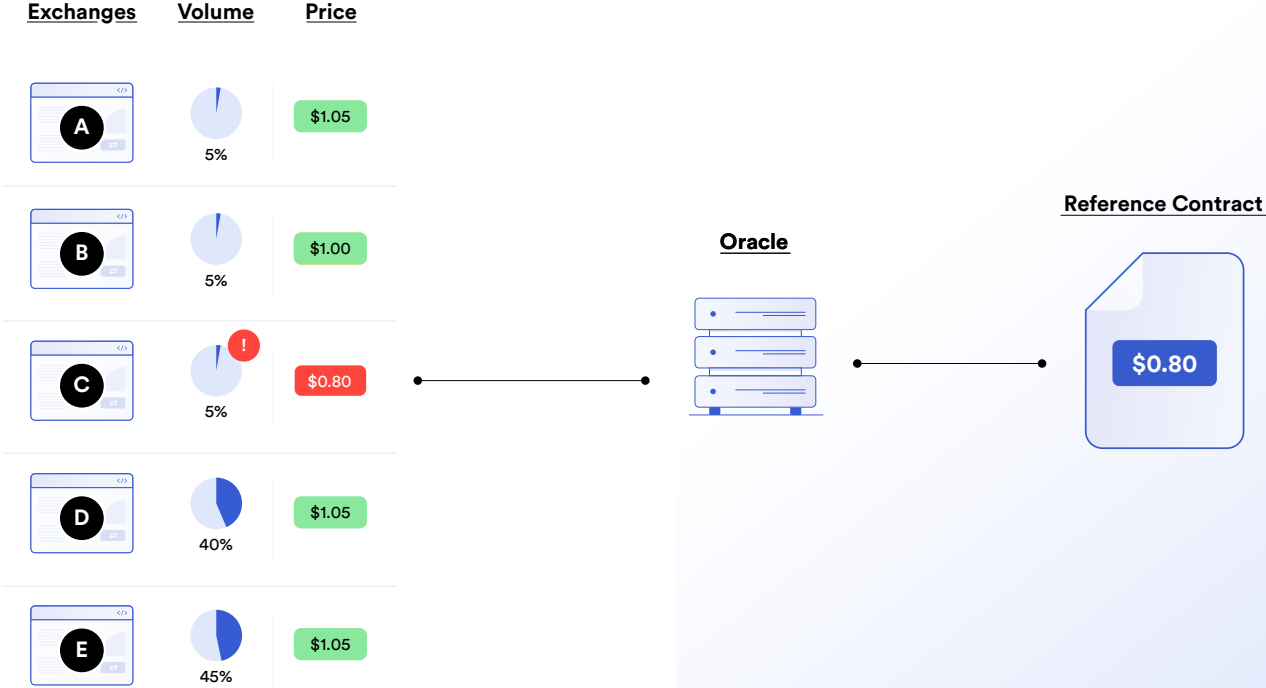 Exchanges Volume Price
</>
A
$1.05
5%
</>
B
$1.00
5%
</>
C
!
$0.80
5%
</>
D
$1.05
40%
</>
E
$1.05
45%
Oracle
Reference Contract
$0.80